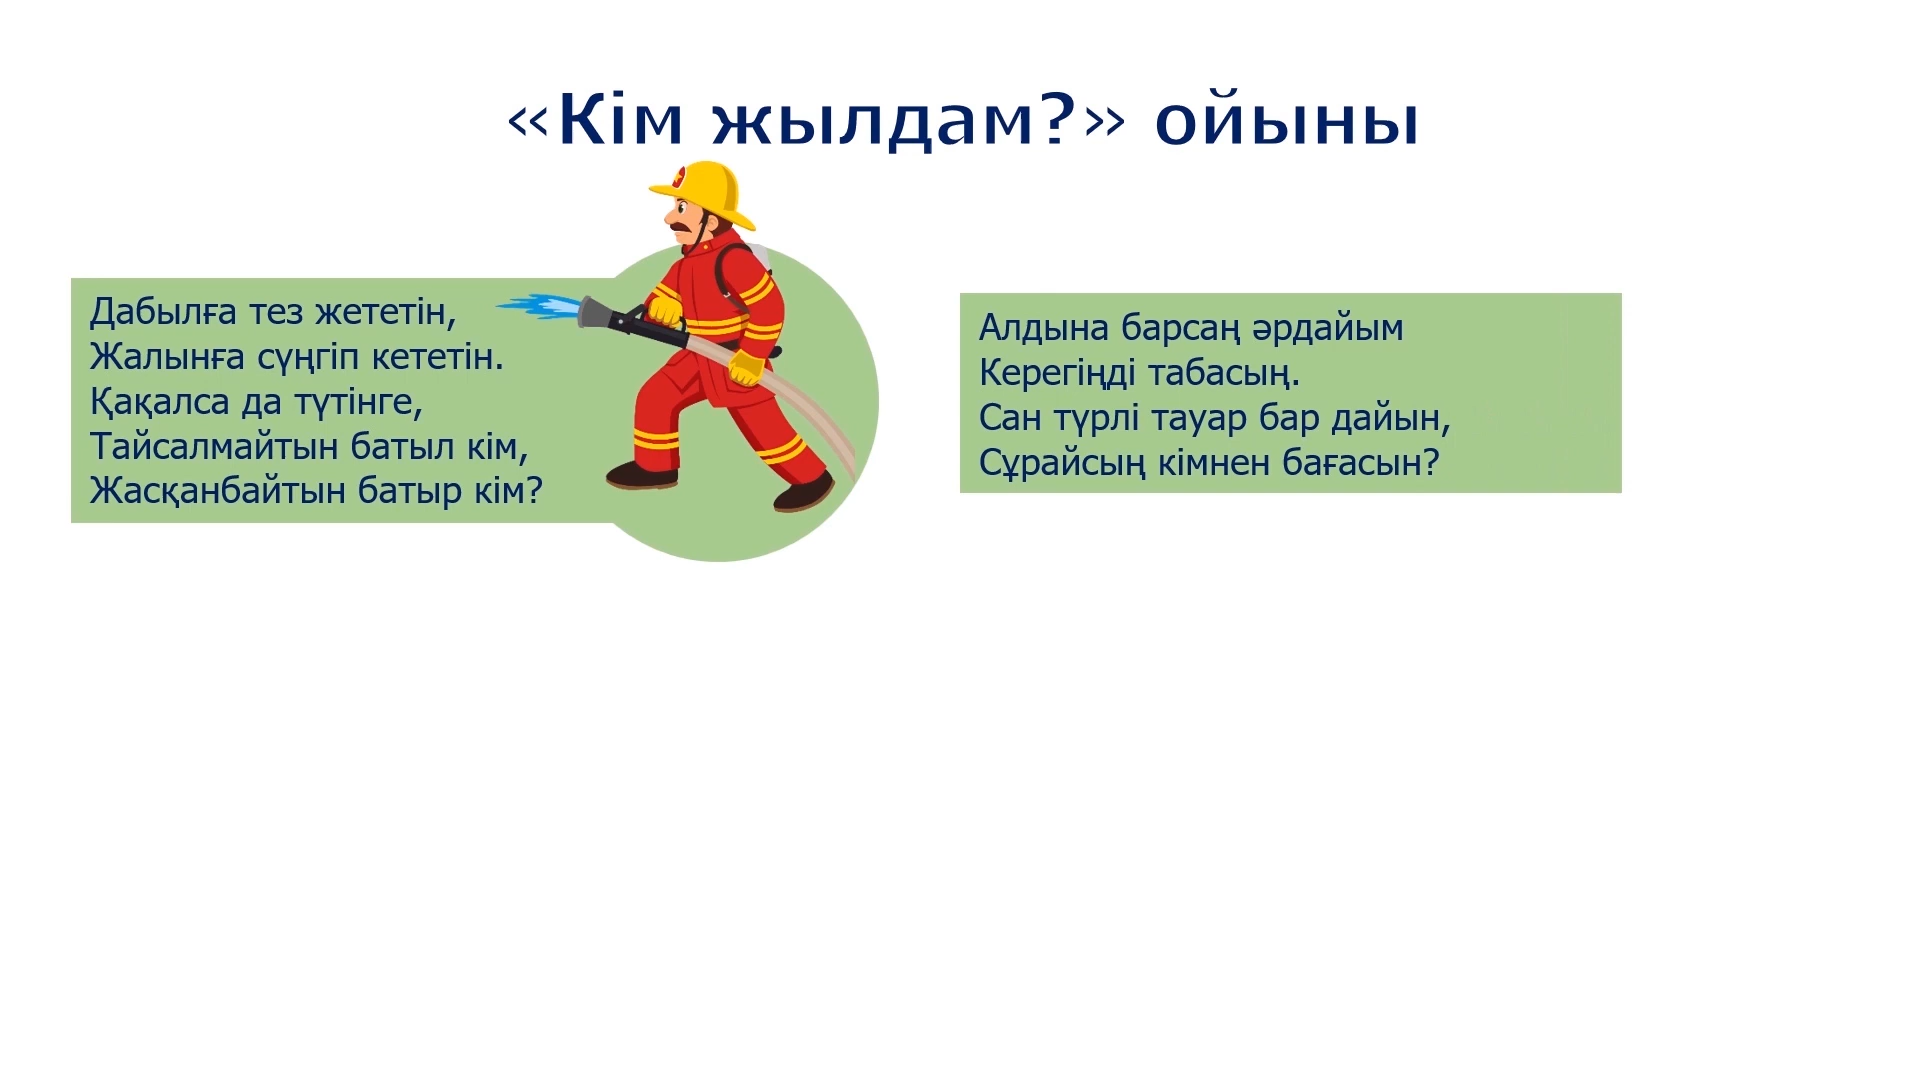 «Кім жылдам?» ойыны
Дабылға тез жететін,
Жалынға сүңгіп кететін.
Қақалса да түтінге,
Тайсалмайтын батыл кім,
Жасқанбайтын батыр кім?
Алдына барсаң әрдайым
Керегіңді табасың.
Сан түрлі тауар бар дайын,
Сұрайсың кімнен бағасын?